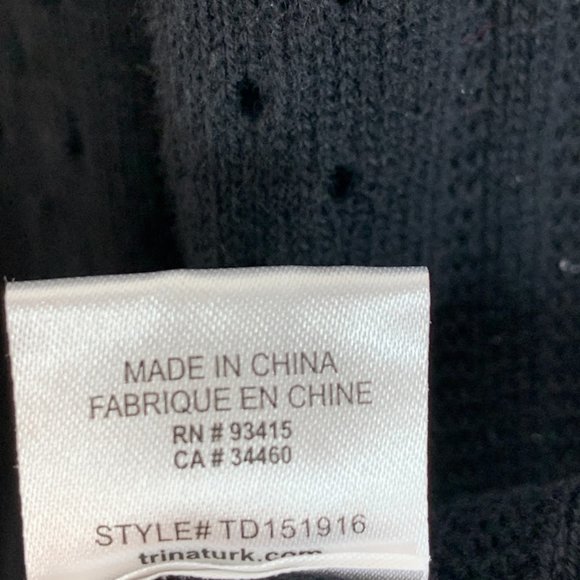 MADE IN CHINA
FABRIQUE EN CHINE
RN # 93415
CA # 34460
STYLE# TD151916
trinaturk.com